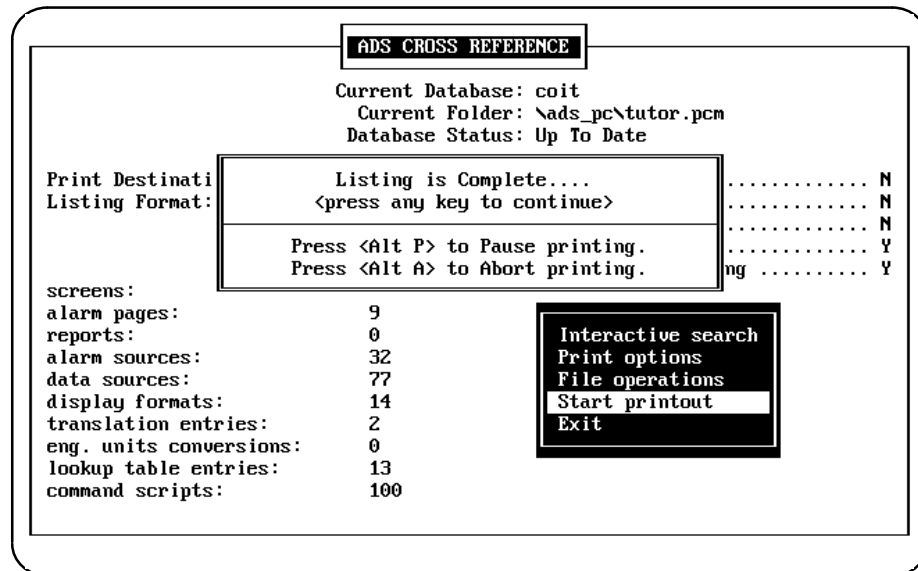 ADS CROSS REFERENCE
Current Database: coit
Current Folder: \ads_pc\tutor.pcm
Database Status: Up To Date
Print Destinati
Listing Format:
Listing is Complete....
<press any key to continue>
Press <Alt P> to Pause printing.
Press <Alt A> to Abort printing.
............. N
............. N
............. N
............. Y
ng .......... Y
screens:
alarm pages: 9
reports: 0
alarm sources: 32
data sources: 77
display formats: 14
translation entries: 2
eng. units conversions: 0
lookup table entries: 13
command scripts: 100
Interactive search
Print options
File operations
Start printout
Exit